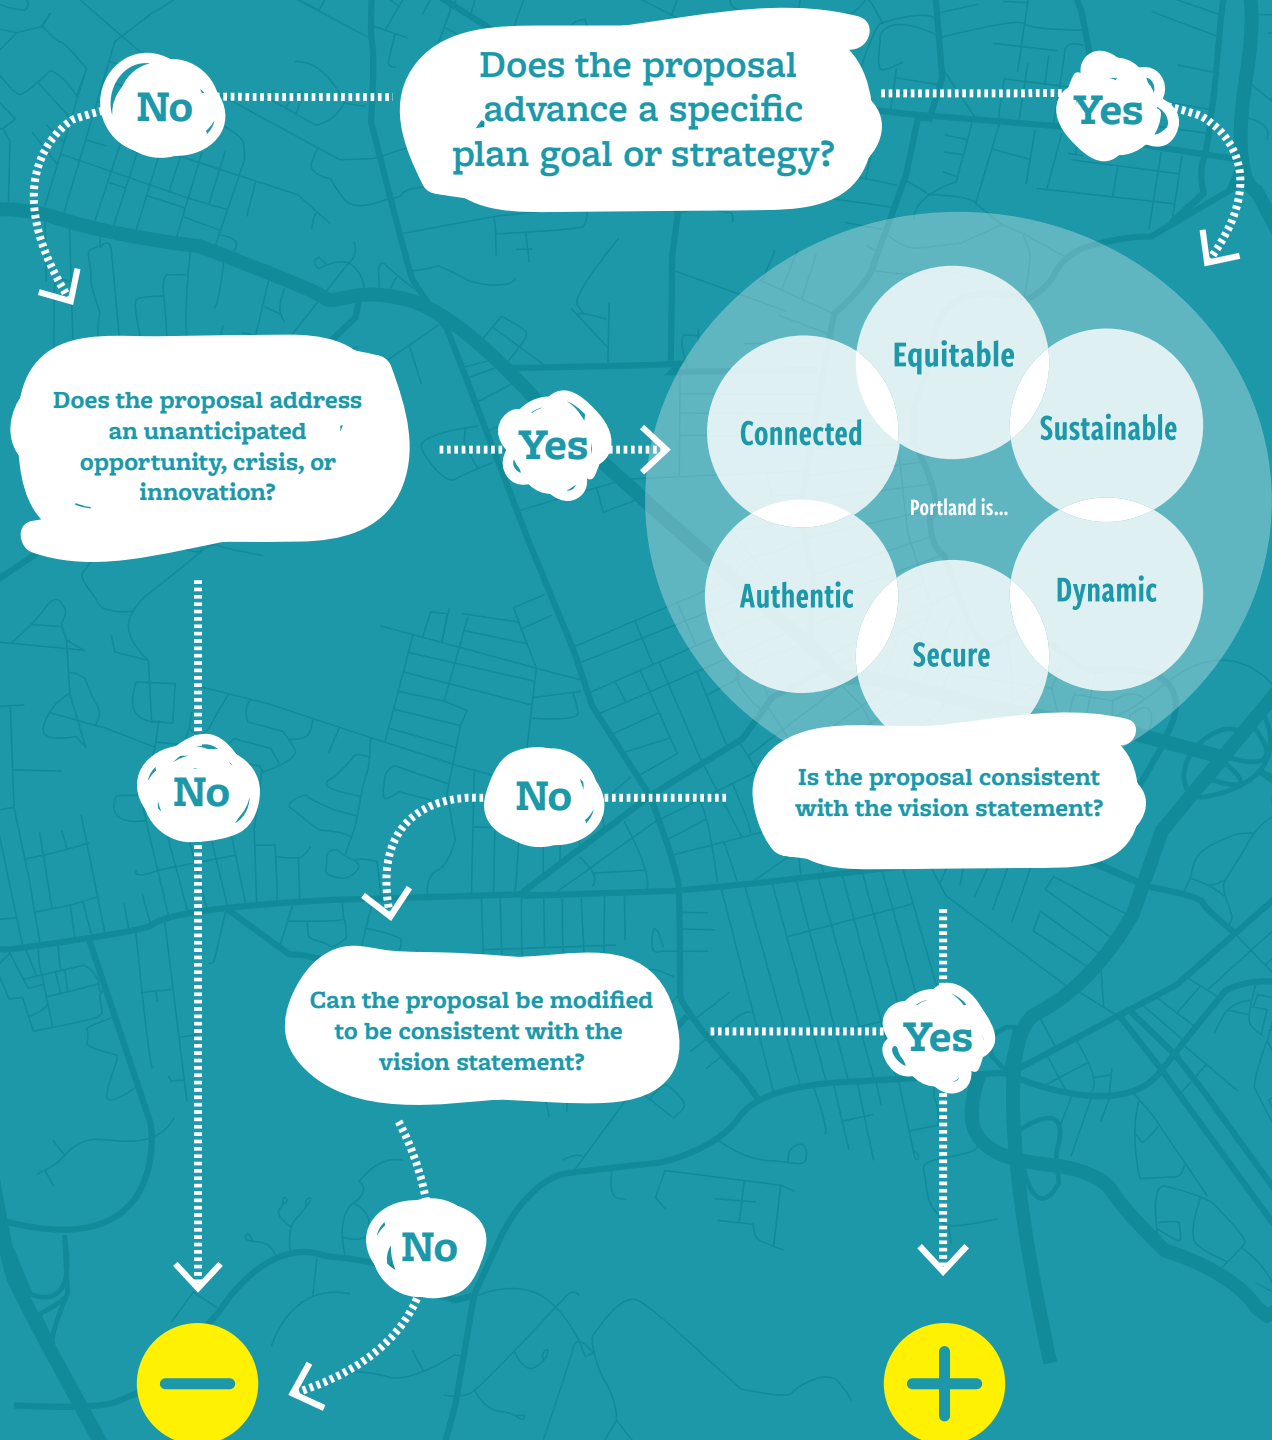 Does the proposal
advance a specific
plan goal or strategy?
No
Yes
Equitable
Connected
Sustainable
Portland is...
Authentic
Dynamic
Secure
Does the proposal address
an unanticipated
opportunity, crisis, or
innovation?
Yes
No
Is the proposal consistent
with the vision statement?
No
Can the proposal be modified
to be consistent with the
vision statement?
Yes
No